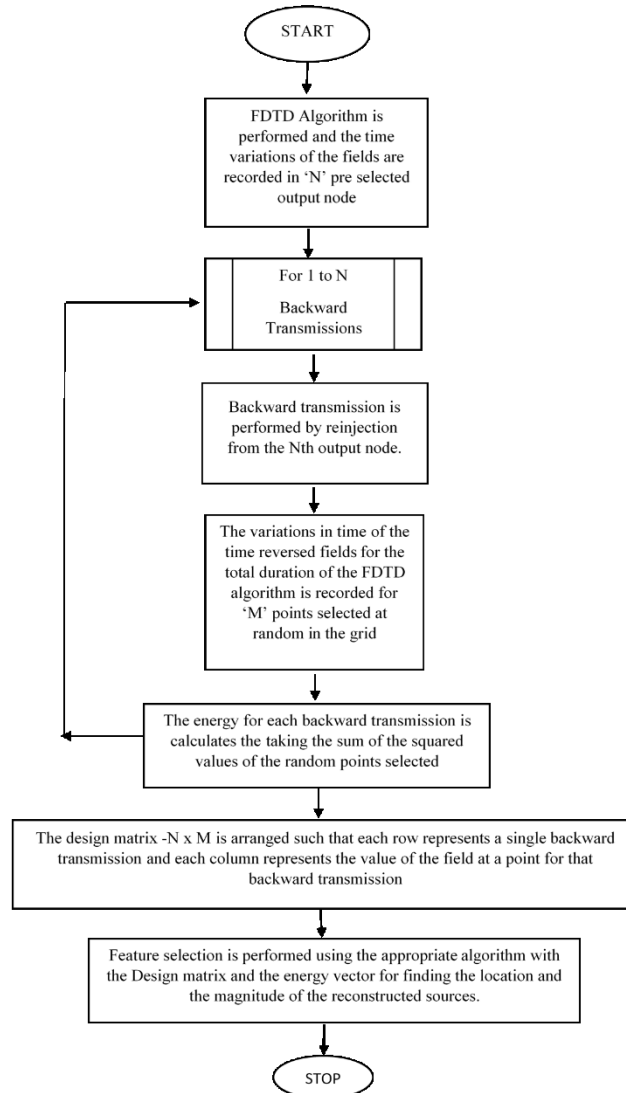 START
FDTD Algorithm is
performed and the time
variations of the fields are
recorded in ‘N’ pre selected
output node
For 1 to N
Backward
Transmissions
Backward transmission is
performed by reinjection
from the Nth output node.
The variations in time of the
time reversed fields for the
total duration of the FDTD
algorithm is recorded for
‘M’ points selected at
random in the grid
The energy for each backward transmission is
calculates the taking the sum of the squared
values of the random points selected
The design matrix -N x M is arranged such that each row represents a single backward
transmission and each column represents the value of the field at a point for that
backward transmission
Feature selection is performed using the appropriate algorithm with
the Design matrix and the energy vector for finding the location and
the magnitude of the reconstructed sources.
STOP